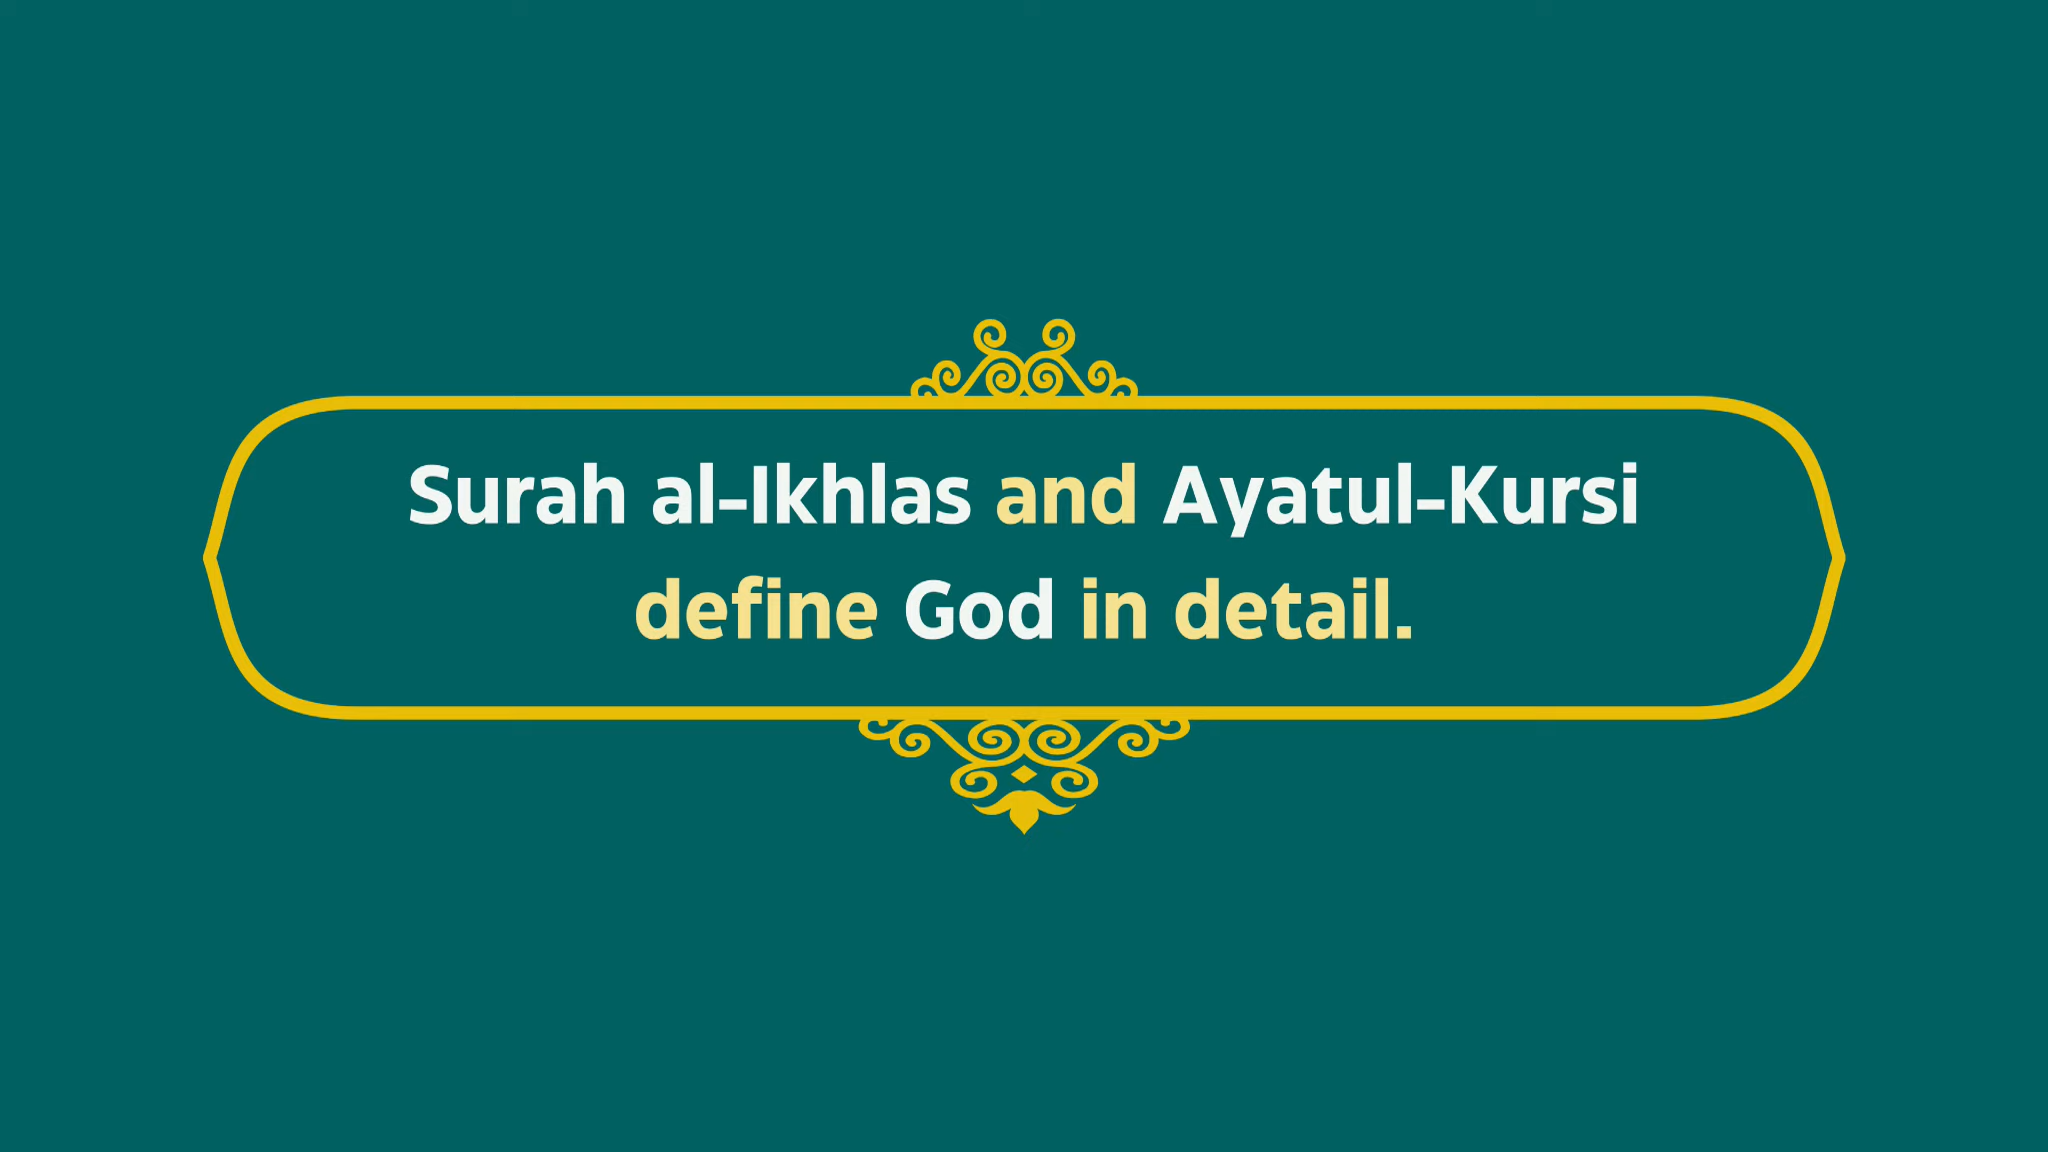 Surah al-Ikhlas and Ayatul-Kursi
define God in detail.